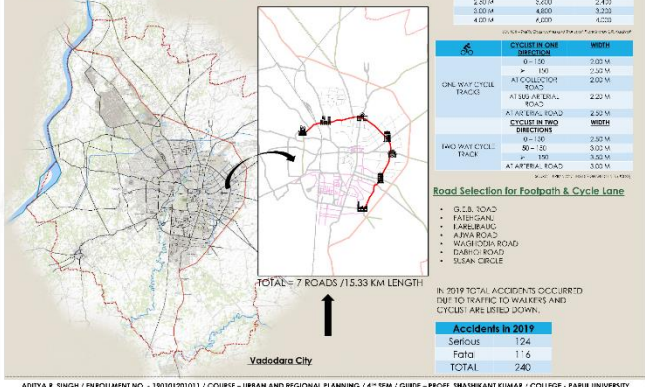 2.50 M 3,600 2,400
3.00 M 4,800 3,200
4.00 M 6,000 4,000
CYCLIST IN ONE DIRECTION WIDTH
ONE WAY CYCLE TRACKS
0 – 150 2.00 M
> 150 2.50 M
AT COLLECTOR ROAD 2.00 M
AT SUB ARTERIAL ROAD 2.20 M
AT ARTERIAL ROAD 2.50 M
CYCLIST IN TWO DIRECTIONS WIDTH
TWO WAY CYCLE TRACK
0 – 150 2.50 M
50 – 150 3.00 M
> 150 3.50 M
AT ARTERIAL ROAD 3.00 M
Road Selection for Footpath & Cycle Lane
• G.E.B. ROAD
• FATEHGANJ
• KARELIBAUG
• AJWA ROAD
• WAGHODIA ROAD
• DABHOI ROAD
• SUSAN CIRCLE
TOTAL = 7 ROADS /15.33 KM LENGTH
IN 2019 TOTAL ACCIDENTS OCCURRED
DUE TO TRAFFIC TO WALKERS AND
CYCLIST ARE LISTED DOWN.
Accidents in 2019
Serious 124
Fatal 116
TOTAL 240
Vadodara City
ADITYA R. SINGH / ENROLLMENT NO. - 190101201011 / COURSE – URBAN AND REGIONAL PLANNING / 4TH SEM / GUIDE – PROFF. SHASHIKANT KUMAR / COLLEGE - PARUL UNIVERSITY